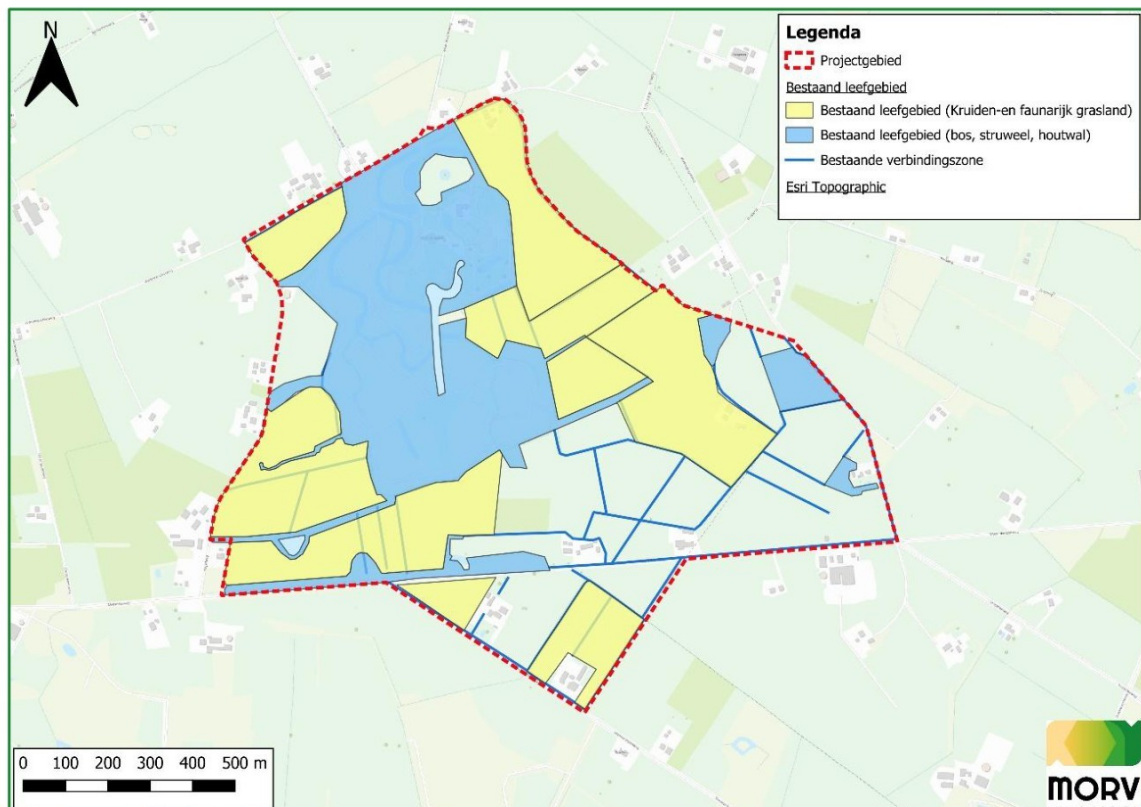 N
Legenda
Projectgebied
Bestaand leefgebied
Bestaand leefgebied (Kruiden-en faunarijk grasland)
Bestaand leefgebied (bos, struweel, houtwal)
Bestaande verbindingszone
Esri Topographic
0 100 200 300 400 500 m
MORV